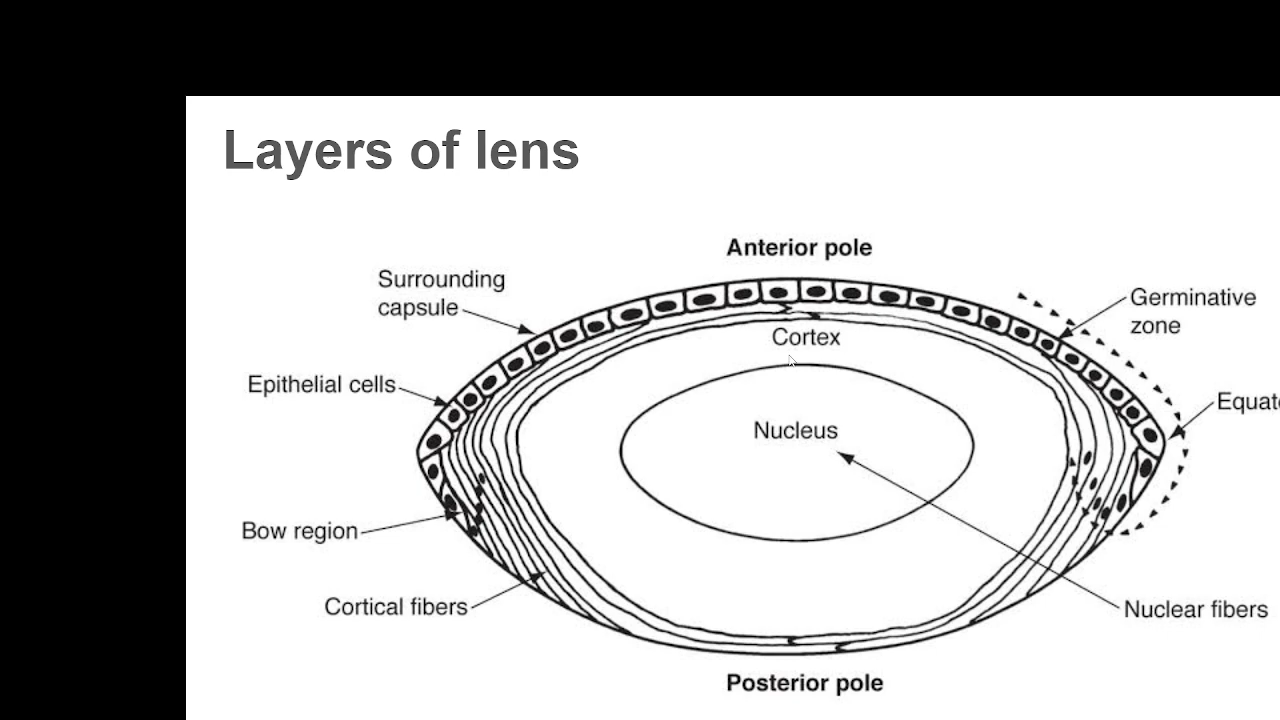 Layers of lens
Anterior pole
Surrounding
capsule
Germinative
zone
Cortex
Epithelial cells
Equat
Nucleus
Bow region
Cortical fibers
Nuclear fibers
Posterior pole